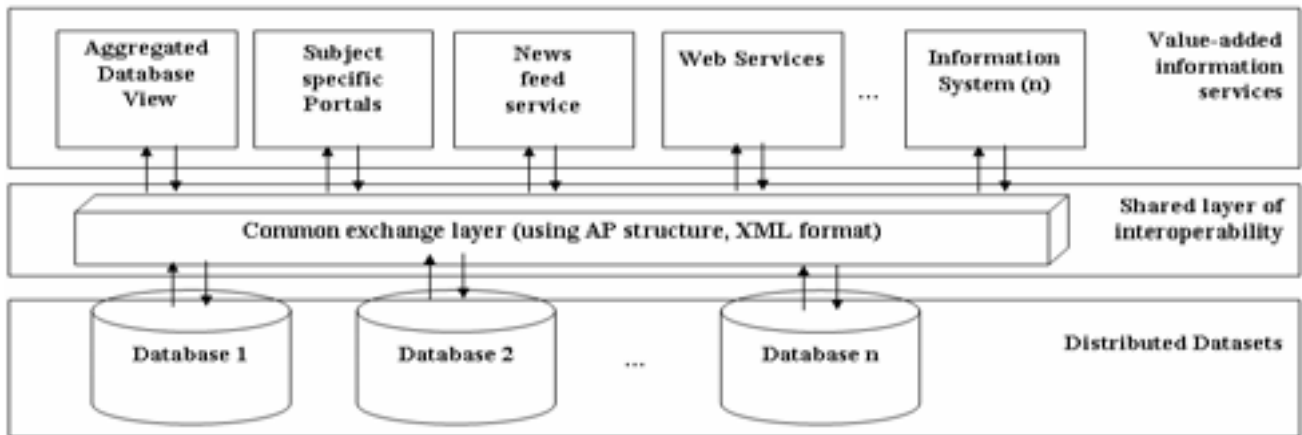 Aggregated
Database
View
Subject
specific
Portals
News
feed
service
Web Services
...
Information
System (n)
Value-added
information
services
Common exchange layer (using AP structure, XML format)
Shared layer of
interoperability
Database 1
Database 2
...
Database n
Distributed Datasets